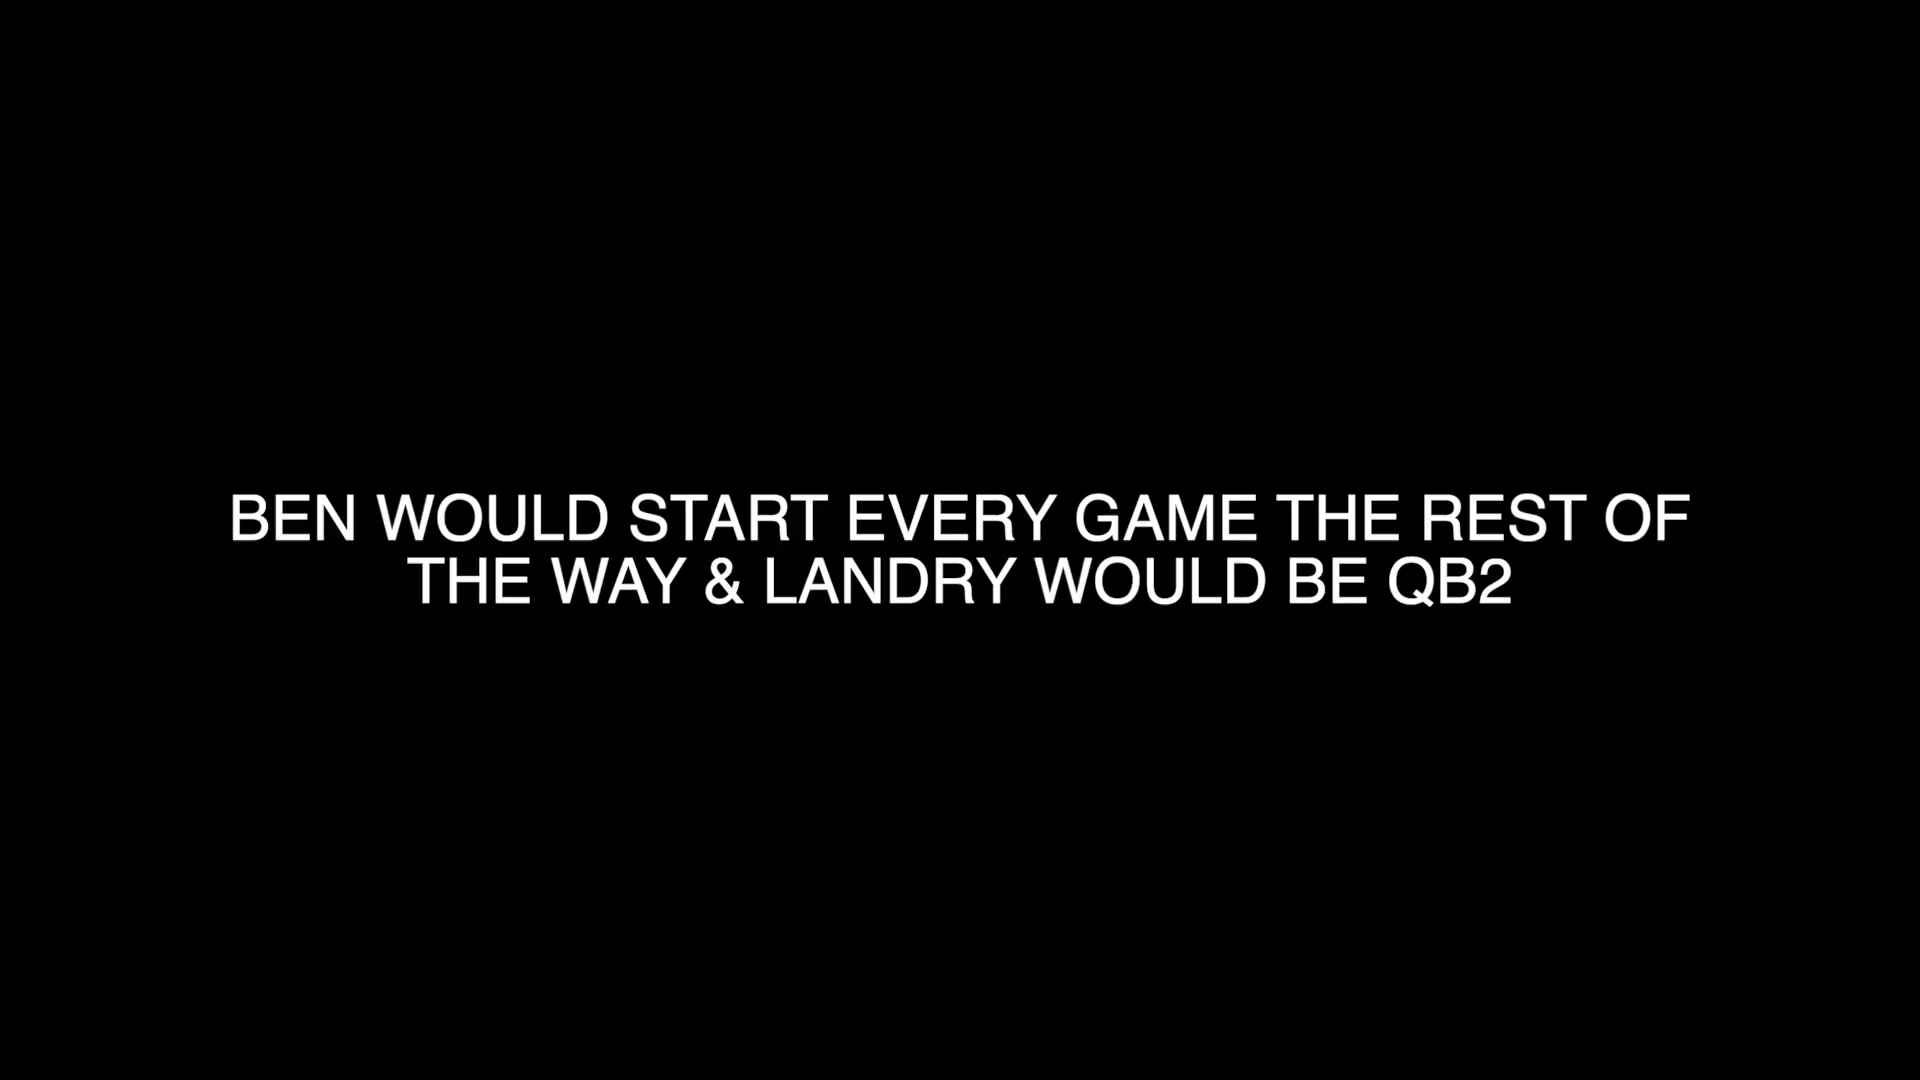 BEN WOULD START EVERY GAME THE REST OF
THE WAY & LANDRY WOULD BE QB2